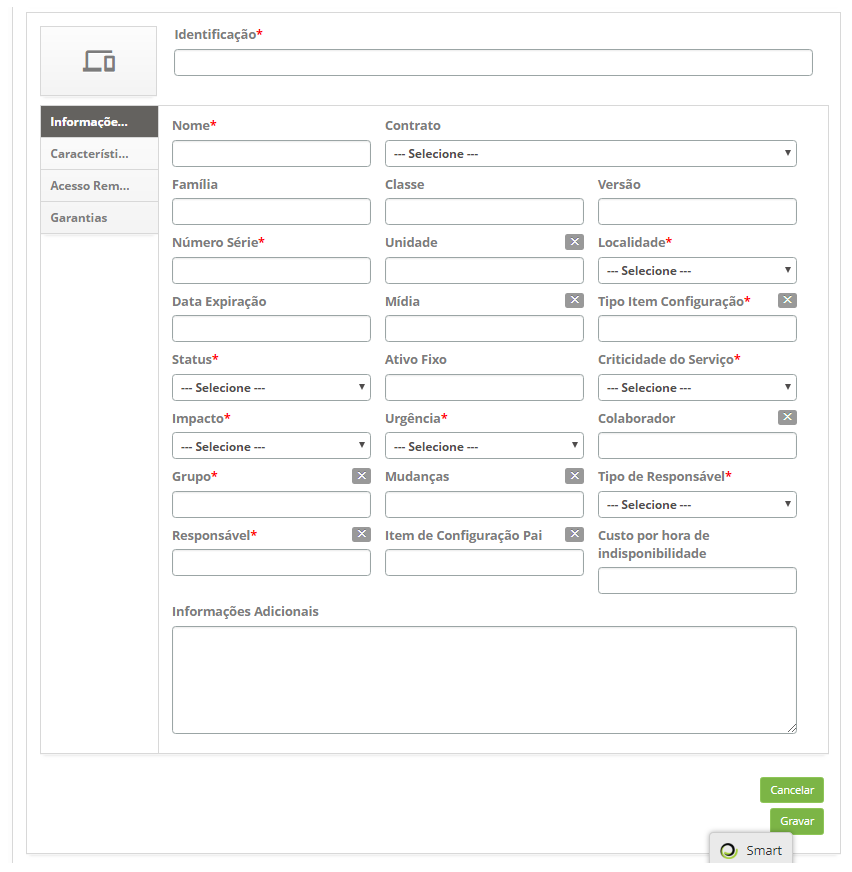 Identificação*
Informaçõe...
Característi...
Acesso Rem...
Garantias
Nome* Contrato
--- Selecione ---
Família Classe Versão
Número Série* Unidade Localidade*
--- Selecione ---
Data Expiração Mídia Tipo Item Configuração*
Status* Ativo Fixo Criticidade do Serviço*
--- Selecione --- --- Selecione ---
Impacto* Urgência* Colaborador
--- Selecione --- --- Selecione ---
Grupo* Mudanças Tipo de Responsável*
--- Selecione ---
Responsável* Item de Configuração Pai Custo por hora de
indisponibilidade
Informações Adicionais
Cancelar
Gravar
Smart